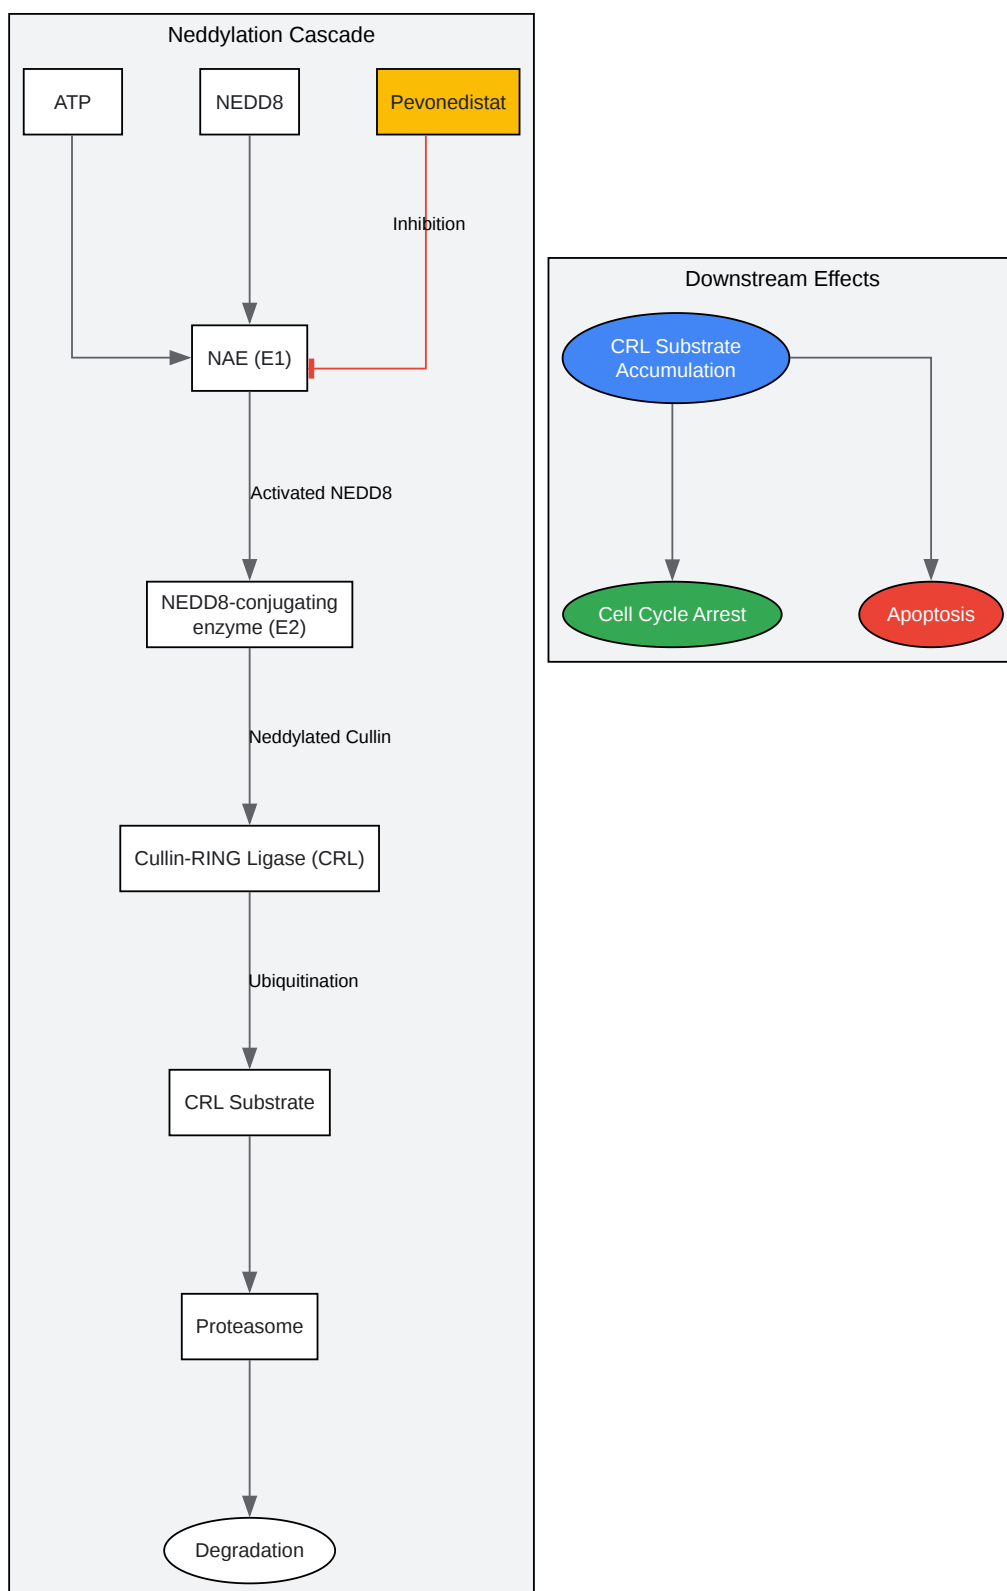 Neddylation Cascade
ATP
NEDD8
Pevonedistat
Inhibition
NAE (E1)
Activated NEDD8
NEDD8-conjugating
enzyme (E2)
Neddylated Cullin
Cullin-RING Ligase (CRL)
Ubiquitination
CRL Substrate
Proteasome
Degradation
Downstream Effects
CRL Substrate
Accumulation
Cell Cycle Arrest
Apoptosis